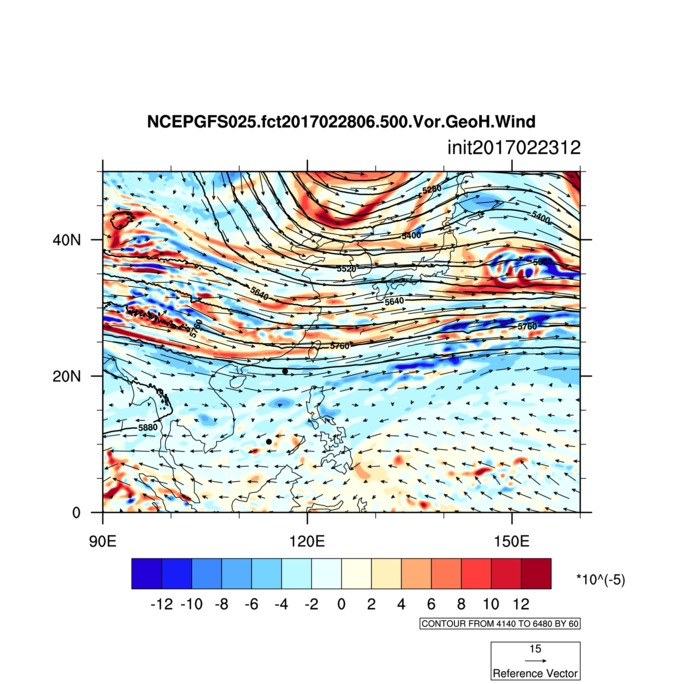 NCEPGFS025.fct2017022806.500.Vor.GeoH.Wind
init2017022312
5280
5400
40N
5400
5520
5640
5640
5760
5760
5760
20N
5880
0
90E 120E 150E
*10^(-5)
-12 -10 -8 -6 -4 -2 0 2 4 6 8 10 12
CONTOUR FROM 4140 TO 6480 BY 60
15
Reference Vector